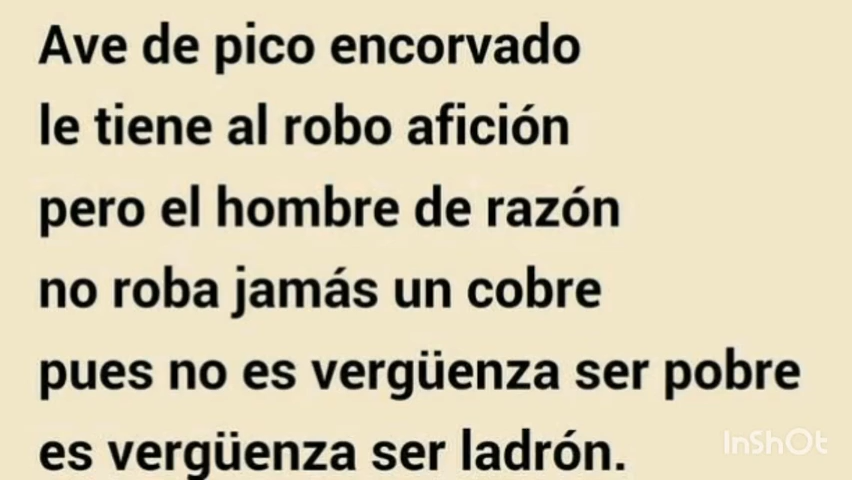 Ave de pico encorvado
le tiene al robo afición
pero el hombre de razón
no roba jamás un cobre
pues no es vergüenza ser pobre
es vergüenza ser ladrón.
InShOt